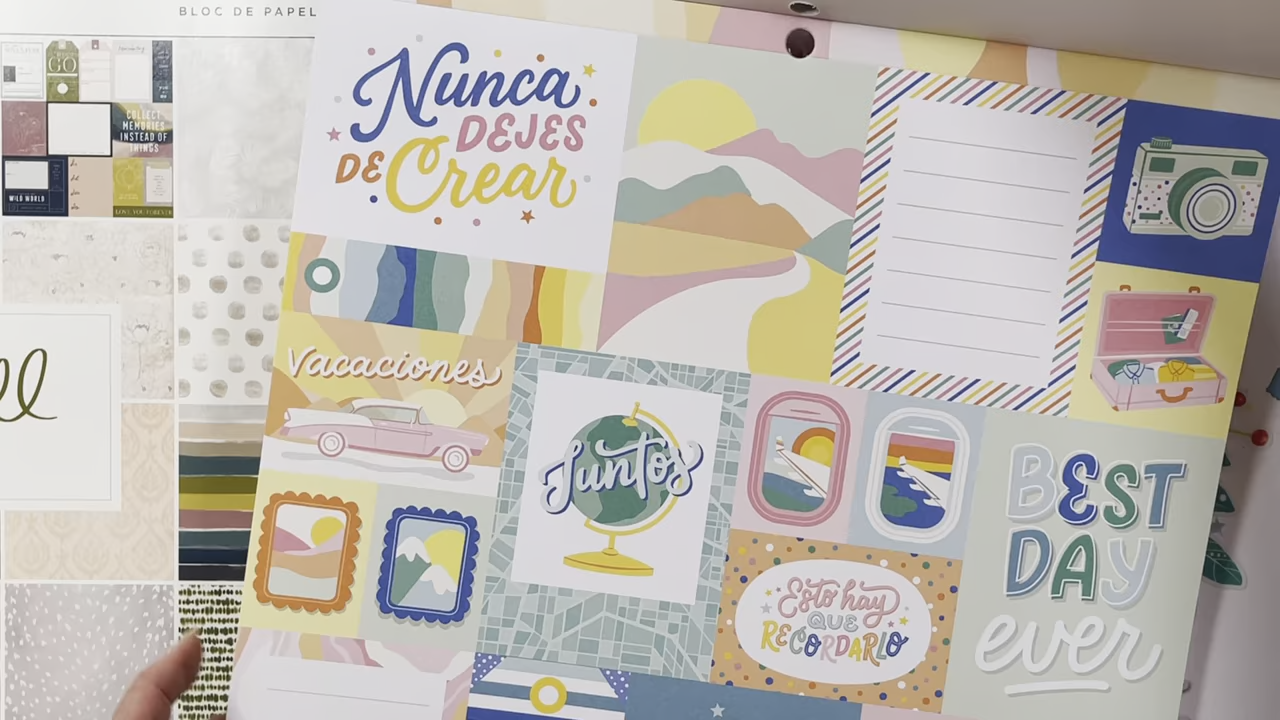 BLOC DE PAPEL
GO
COLLECT
MEMORIES
INSTEAD OF
THINGS
WILD WORLD
LOVE YOU FOREVER
ll
Nunca
DEJES
DE Crear
Vacaciones
Juntos
Esto hay
QUE
RECORDARLO
BEST
DAY
ever